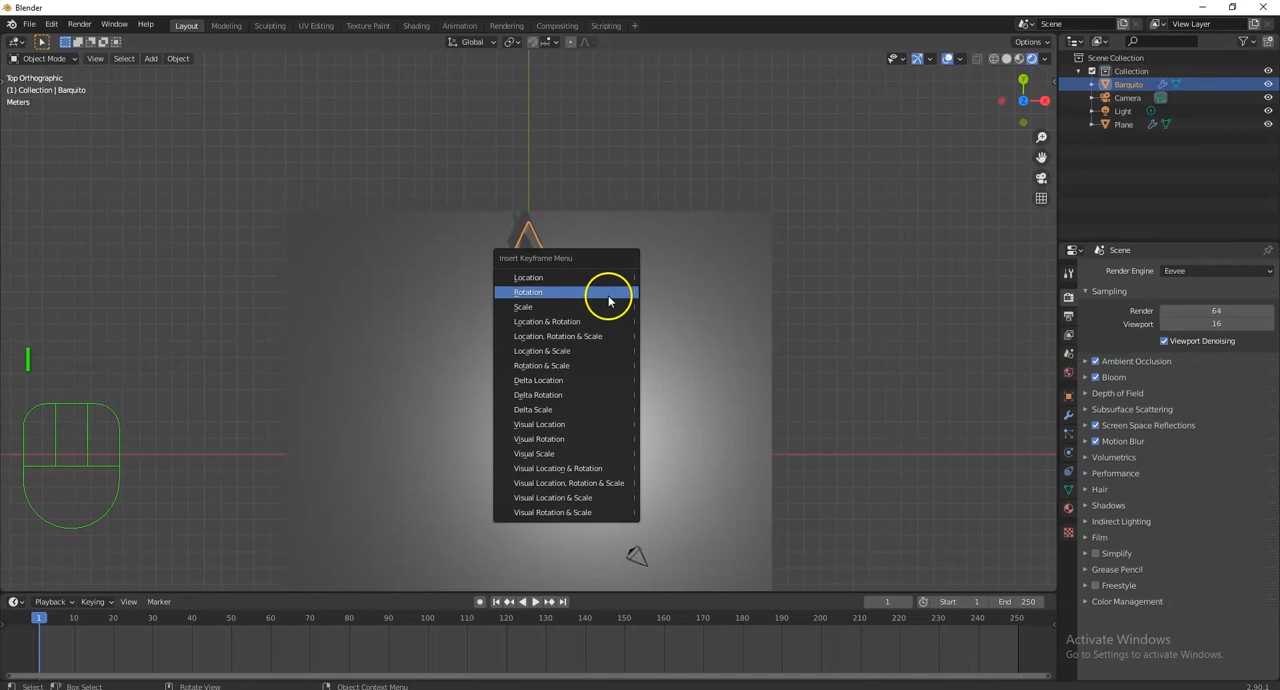 Blender
File Edit Render Window Help
Layout Modeling Sculpting UV Editing Texture Paint Shading Animation Rendering Compositing Scripting +
Scene
View Layer
Global
Options
Object Mode View Select Add Object
Top Orthographic
(1) Collection | Barquito
Meters
Y
Z
X
Scene Collection
Collection
Barquito
Camera
Light
Plane
Insert Keyframe Menu
Location I
Rotation I
Scale I
Location & Rotation I
Location, Rotation & Scale I
Location & Scale I
Rotation & Scale I
Delta Location I
Delta Rotation I
Delta Scale I
Visual Location I
Visual Rotation I
Visual Scale I
Visual Location & Rotation I
Visual Location, Rotation & Scale I
Visual Location & Scale I
Visual Rotation & Scale I
I
Scene
Render Engine Eevee
Sampling
Render 64
Viewport 16
Viewport Denoising
Ambient Occlusion
Bloom
Depth of Field
Subsurface Scattering
Screen Space Reflections
Motion Blur
Volumetrics
Performance
Hair
Shadows
Indirect Lighting
Film
Simplify
Grease Pencil
Freestyle
Color Management
Activate Windows
Go to Settings to activate Windows.
Playback Keying View Marker
1 Start 1 End 250
1 10 20 30 40 50 60 70 80 90 100 110 120 130 140 150 160 170 180 190 200 210 220 230 240 250
Select Box Select Rotate View Object Context Menu 2.90.1